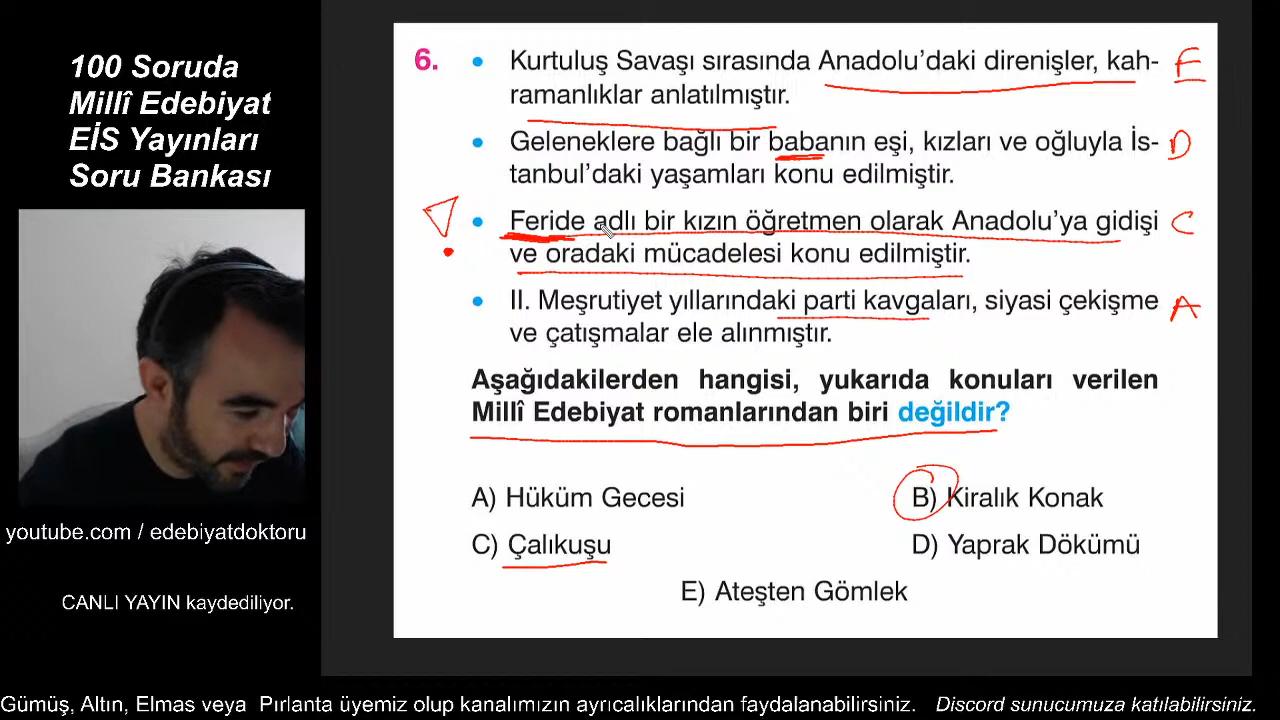 100 Soruda
Millî Edebiyat
EİS Yayınları
Soru Bankası
youtube.com / edebiyatdoktoru
CANLI YAYIN kaydediliyor.
6.
• Kurtuluş Savaşı sırasında Anadolu’daki direnişler, kah-
ramanlıklar anlatılmıştır.
E
• Geleneklere bağlı bir babanın eşi, kızları ve oğluyla İs-
tanbul’daki yaşamları konu edilmiştir.
D
• Feride adlı bir kızın öğretmen olarak Anadolu’ya gidişi
ve oradaki mücadelesi konu edilmiştir.
C
• II. Meşrutiyet yıllarındaki parti kavgaları, siyasi çekişme
ve çatışmalar ele alınmıştır.
A
Aşağıdakilerden hangisi, yukarıda konuları verilen
Millî Edebiyat romanlarından biri değildir?
A) Hüküm Gecesi
B) Kiralık Konak
C) Çalıkuşu
D) Yaprak Dökümü
E) Ateşten Gömlek
Gümüş, Altın, Elmas veya Pırlanta üyemiz olup kanalımızın ayrıcalıklarından faydalanabilirsiniz. Discord sunucumuza katılabilirsiniz.